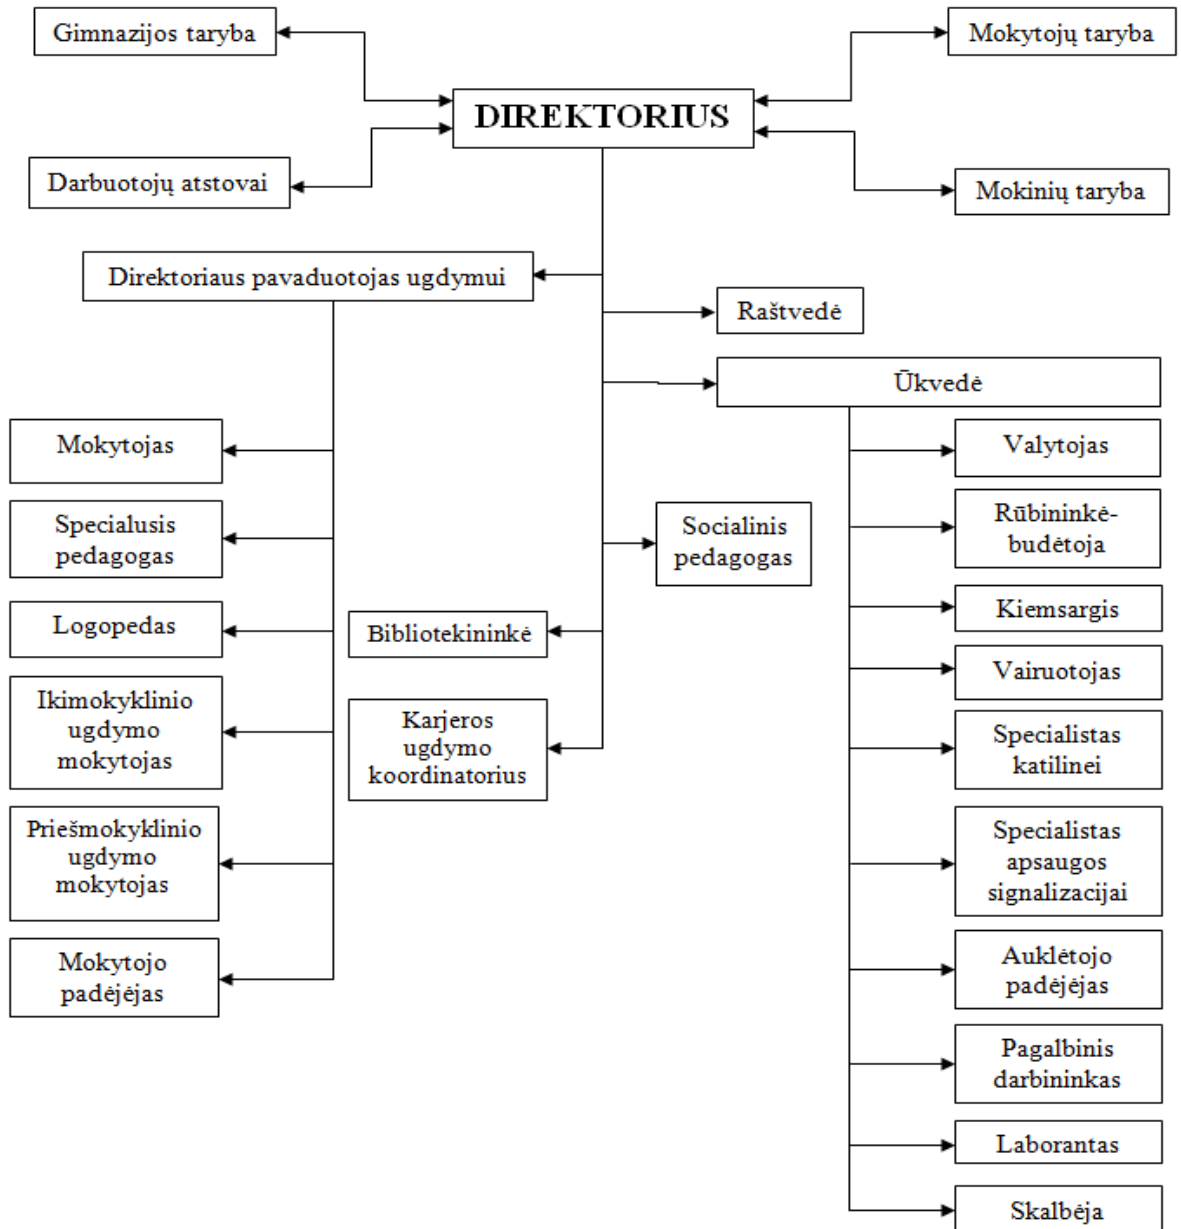 Gimnazijos taryba
Mokytojų taryba
DIREKTORIUS
Darbuotojų atstovai
Mokinių taryba
Direktoriaus pavaduotojas ugdymui
Raštvedė
Ūkvedė
Mokytojas
Specialusis
pedagogas
Logopedas
Ikimokyklinio
ugdymo
mokytojas
Priešmokyklinio
ugdymo
mokytojas
Mokytojo
padėjėjas
Socialinis
pedagogas
Bibliotekininkė
Karjeros
ugdymo
koordinatorius
Valytojas
Rūbininkė-
budėtoja
Kiemsargis
Vairuotojas
Specialistas
katilinei
Specialistas
apsaugos
signalizacijai
Auklėtojo
padėjėjas
Pagalbinis
darbininkas
Laborantas
Skalbėja